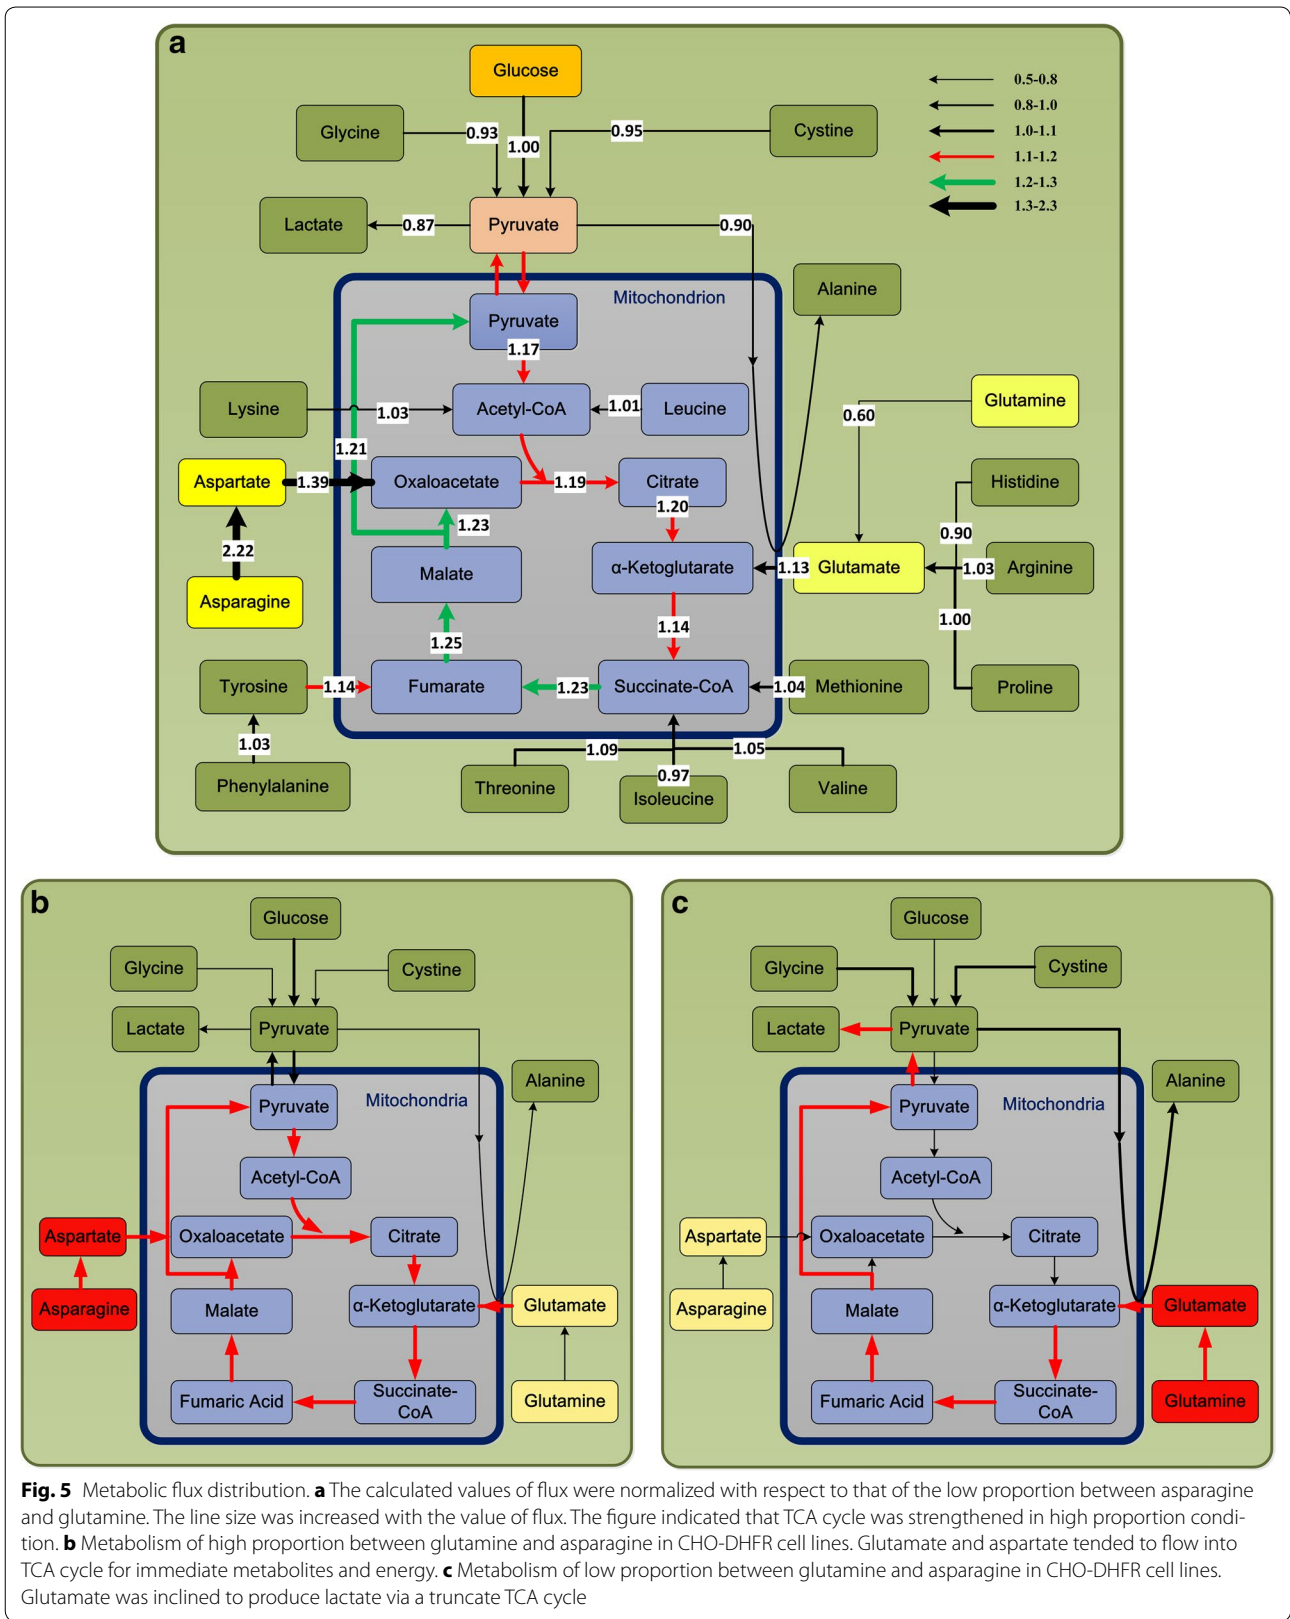 a
Glucose
0.5-0.8
0.8-1.0
1.0-1.1
1.1-1.2
1.2-1.3
1.3-2.3
Glycine
0.93
1.00
0.95
Cystine
Lactate
0.87
Pyruvate
0.90
Mitochondrion
Alanine
Pyruvate
1.17
Lysine
1.03
Acetyl-CoA
1.01
Leucine
Glutamine
0.60
1.21
Aspartate
1.39
Oxaloacetate
1.19
Citrate
1.20
Histidine
0.90
1.23
2.22
Malate
α-Ketoglutarate
1.13
Glutamate
1.03
Arginine
Asparagine
1.00
1.25
1.14
Tyrosine
1.14
Fumarate
1.23
Succinate-CoA
1.04
Methionine
Proline
1.03
1.09
1.05
Phenylalanine
Threonine
0.97
Isoleucine
Valine
b
Glucose
Glycine
Cystine
Lactate
Pyruvate
Alanine
Mitochondria
Pyruvate
Acetyl-CoA
Aspartate
Oxaloacetate
Citrate
Asparagine
Malate
α-Ketoglutarate
Glutamate
Fumaric Acid
Succinate-
CoA
Glutamine
c
Glucose
Glycine
Cystine
Lactate
Pyruvate
Alanine
Mitochondria
Pyruvate
Acetyl-CoA
Aspartate
Oxaloacetate
Citrate
Asparagine
Malate
α-Ketoglutarate
Glutamate
Fumaric Acid
Succinate-
CoA
Glutamine
Fig. 5 Metabolic flux distribution. a The calculated values of flux were normalized with respect to that of the low proportion between asparagine
and glutamine. The line size was increased with the value of flux. The figure indicated that TCA cycle was strengthened in high proportion condi-
tion. b Metabolism of high proportion between glutamine and asparagine in CHO-DHFR cell lines. Glutamate and aspartate tended to flow into
TCA cycle for immediate metabolites and energy. c Metabolism of low proportion between glutamine and asparagine in CHO-DHFR cell lines.
Glutamate was inclined to produce lactate via a truncate TCA cycle